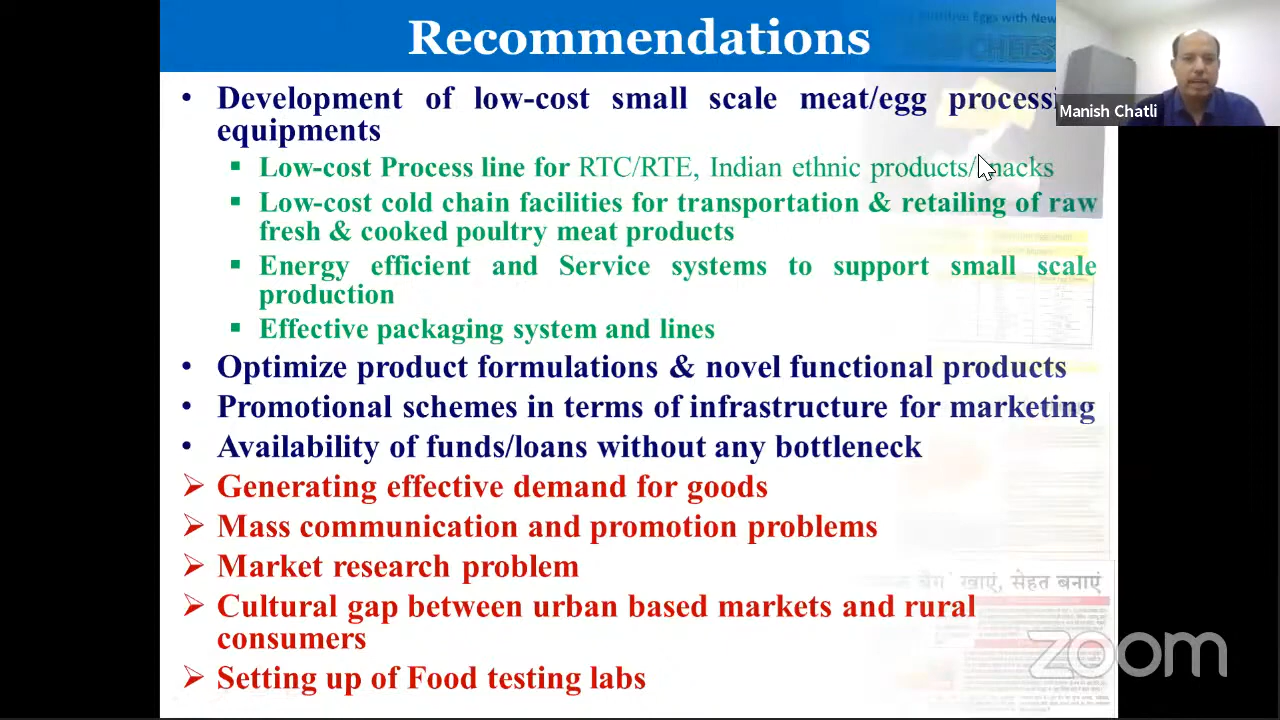 Recommendations
Manish Chatli
• Development of low-cost small scale meat/egg
equipments
▪ Low-cost Process line for RTC/RTE, Indian ethnic products/
▪ Low-cost cold chain facilities for transportation & retailing of raw
fresh & cooked poultry meat products
▪ Energy efficient and Service systems to support small scale
production
▪ Effective packaging system and lines
• Optimize product formulations & novel functional products
• Promotional schemes in terms of infrastructure for marketing
• Availability of funds/loans without any bottleneck
➢ Generating effective demand for goods
➢ Mass communication and promotion problems
➢ Market research problem
खाएं, सेहत बनाएं
➢ Cultural gap between urban based markets and rural
consumers
zoom
➢ Setting up of Food testing labs